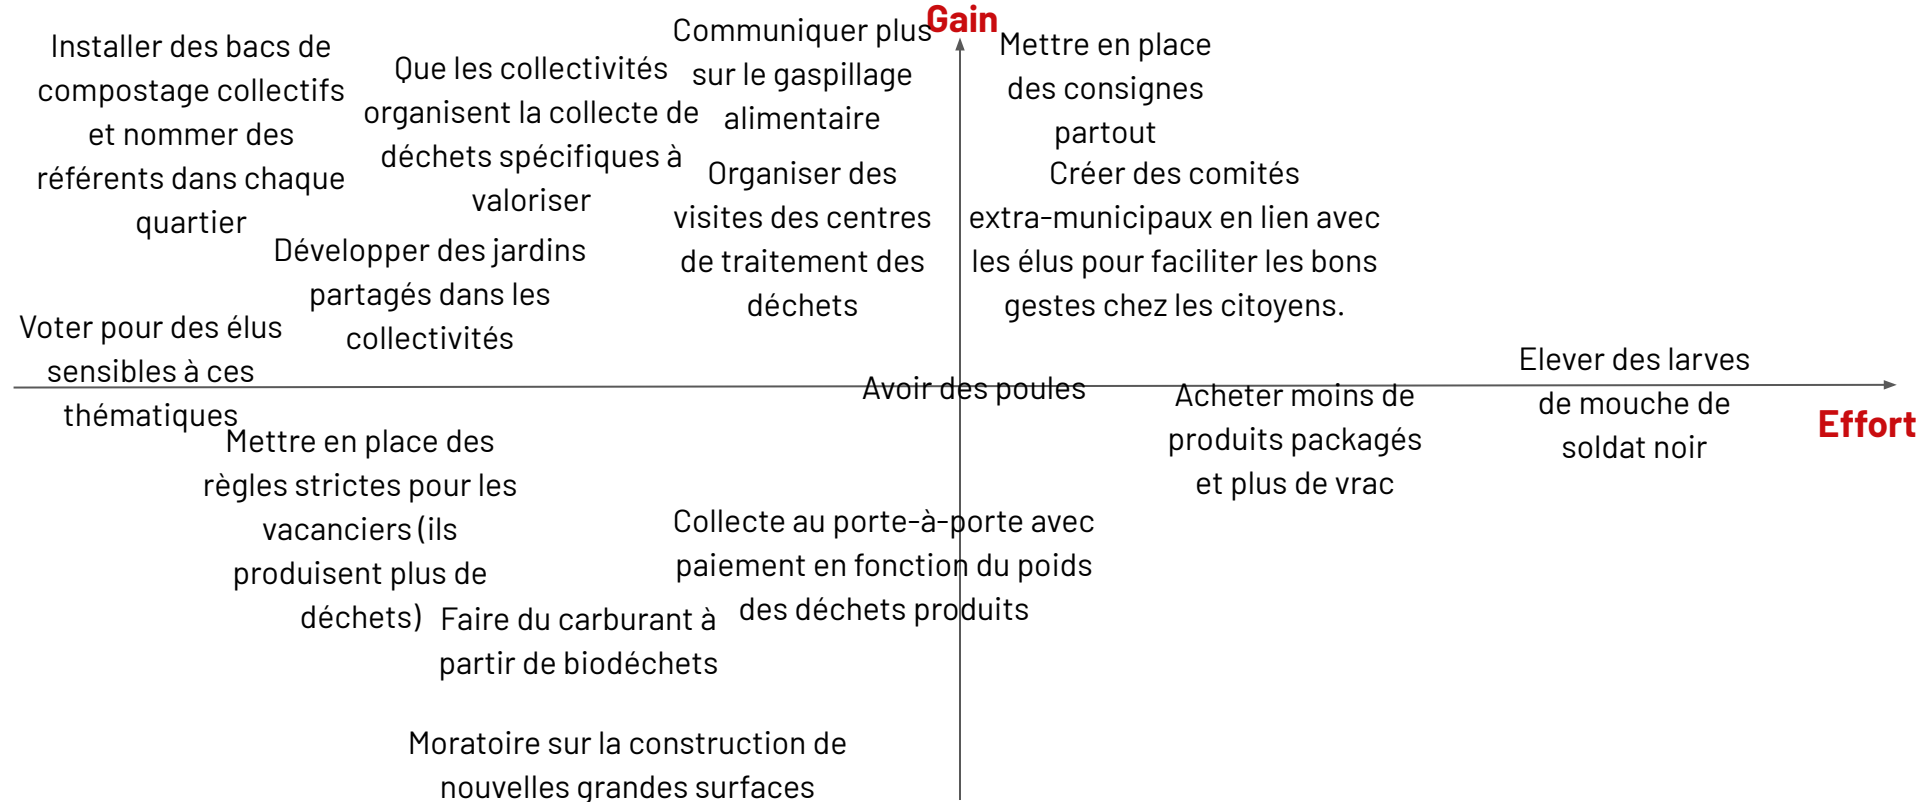 Gain
Installer des bacs de
compostage collectifs
et nommer des
référents dans chaque
quartier
Que les collectivités
organisent la collecte de
déchets spécifiques à
valoriser
Communiquer plus
sur le gaspillage
alimentaire
Mettre en place
des consignes
partout
Organiser des
visites des centres
de traitement des
déchets
Créer des comités
extra-municipaux en lien avec
les élus pour faciliter les bons
gestes chez les citoyens.
Développer des jardins
partagés dans les
collectivités
Voter pour des élus
sensibles à ces
thématiques
Avoir des poules
Acheter moins de
produits packagés
et plus de vrac
Elever des larves
de mouche de
soldat noir
Effort
Mettre en place des
règles strictes pour les
vacanciers (ils
produisent plus de
déchets)
Collecte au porte-à-porte avec
paiement en fonction du poids
des déchets produits
Faire du carburant à
partir de biodéchets
Moratoire sur la construction de
nouvelles grandes surfaces